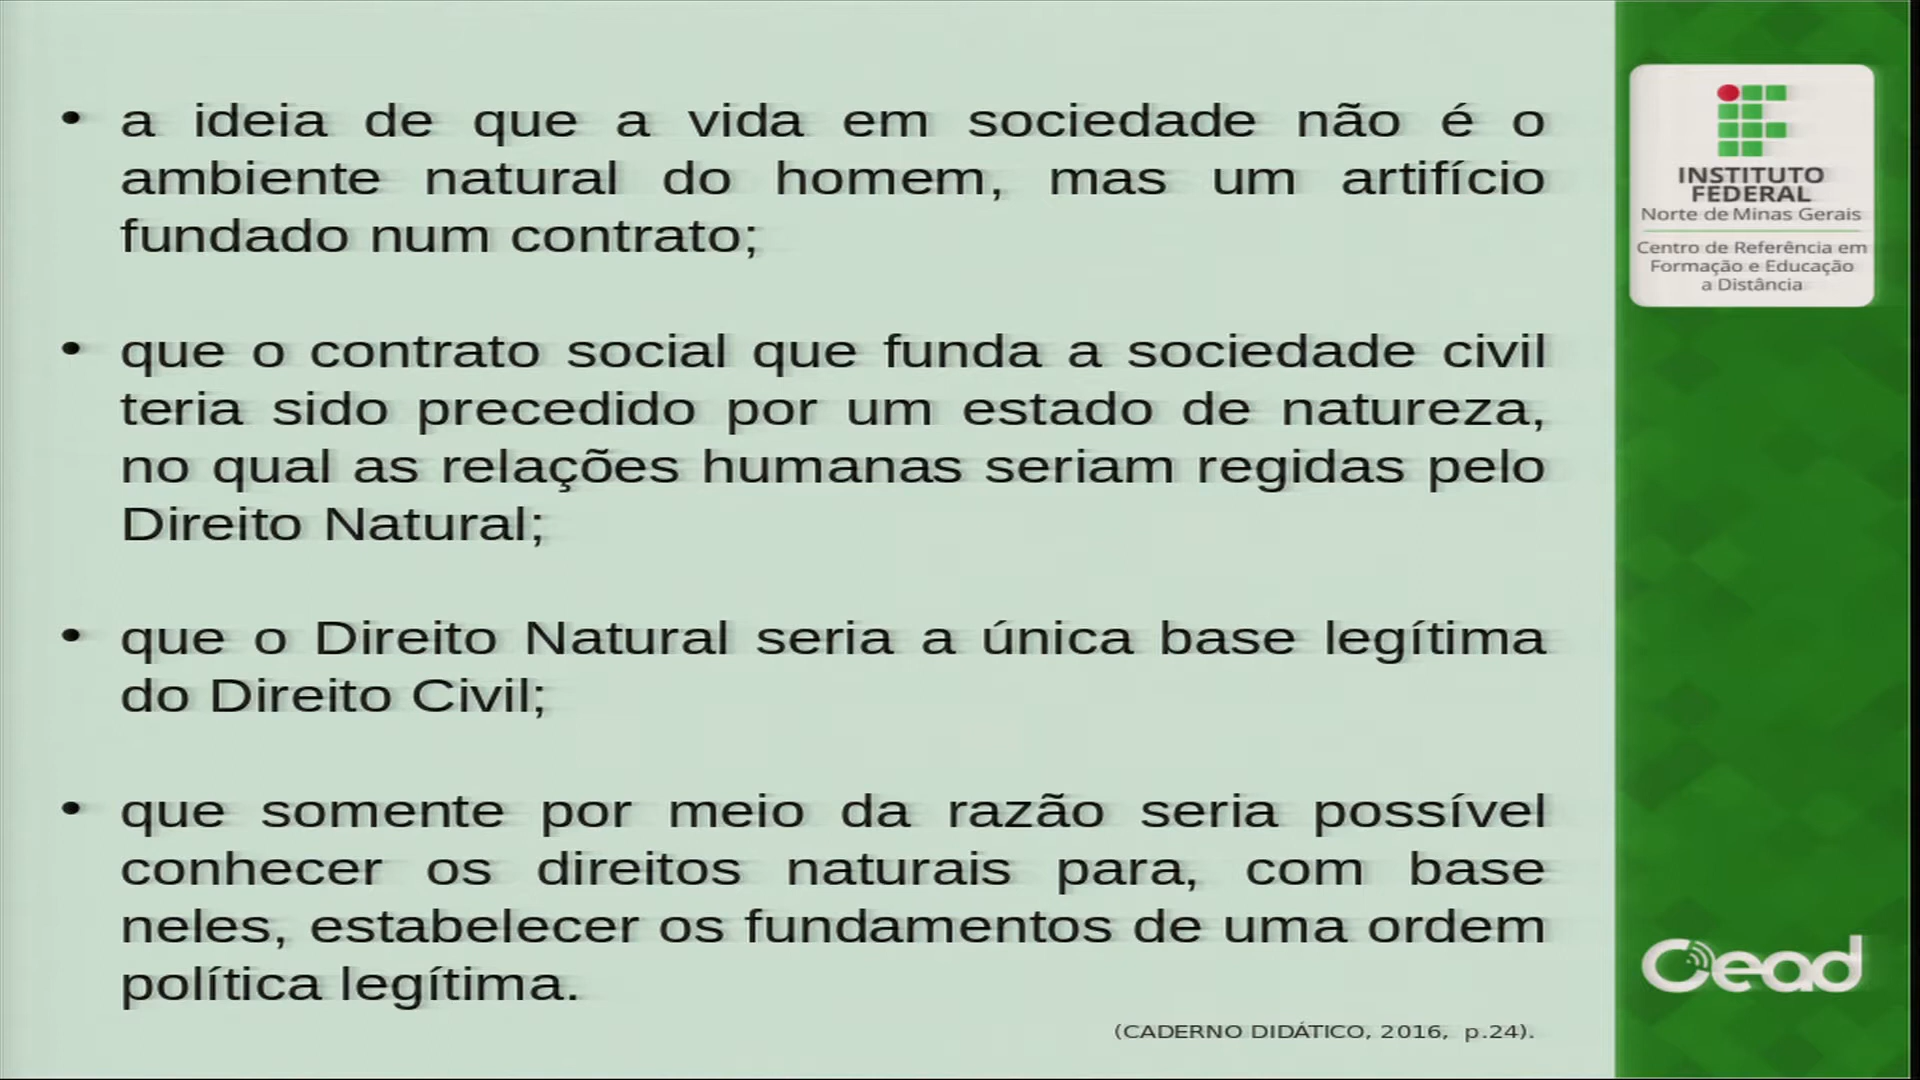 • a ideia de que a vida em sociedade não é o
ambiente natural do homem, mas um artifício
fundado num contrato;
• que o contrato social que funda a sociedade civil
teria sido precedido por um estado de natureza,
no qual as relações humanas seriam regidas pelo
Direito Natural;
• que o Direito Natural seria a única base legítima
do Direito Civil;
• que somente por meio da razão seria possível
conhecer os direitos naturais para, com base
neles, estabelecer os fundamentos de uma ordem
política legítima.
(CADERNO DIDÁTICO, 2016, p.24).
INSTITUTO
FEDERAL
Norte de Minas Gerais
Centro de Referência em
Formação e Educação
a Distância
Cead